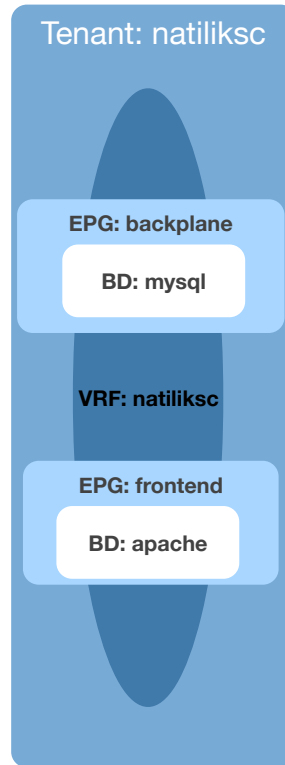 Tenant: natiliksc
EPG: backplane
BD: mysql
VRF: natiliksc
EPG: frontend
BD: apache